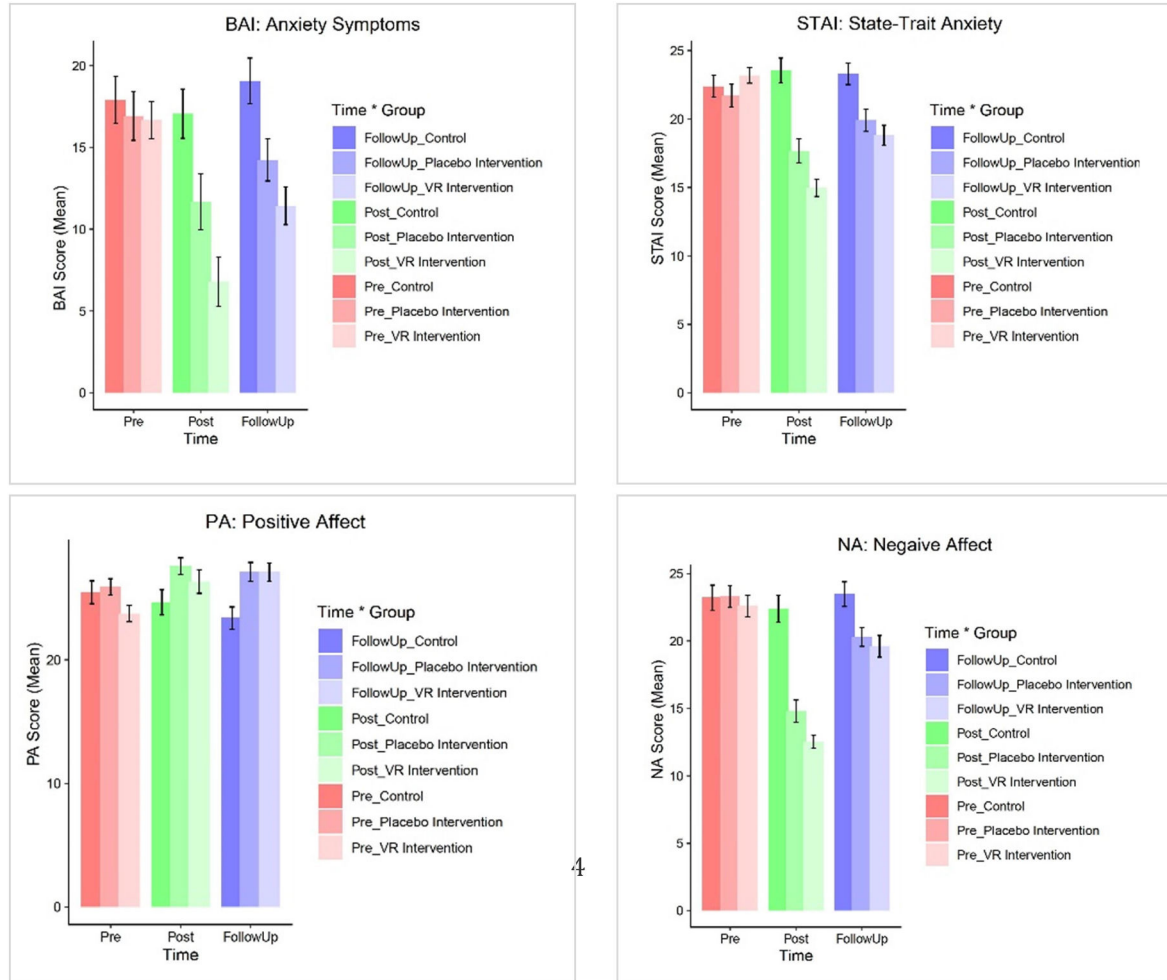 BAI: Anxiety Symptoms
BAI Score (Mean)
20
15
10
5
0
Pre
Post
FollowUp
Time
Time * Group
FollowUp_Control
FollowUp_Placebo Intervention
FollowUp_VR Intervention
Post_Control
Post_Placebo Intervention
Post_VR Intervention
Pre_Control
Pre_Placebo Intervention
Pre_VR Intervention
STAI: State-Trait Anxiety
STAI Score (Mean)
25
20
15
10
5
0
Pre
Post
FollowUp
Time
Time * Group
FollowUp_Control
FollowUp_Placebo Intervention
FollowUp_VR Intervention
Post_Control
Post_Placebo Intervention
Post_VR Intervention
Pre_Control
Pre_Placebo Intervention
Pre_VR Intervention
PA: Positive Affect
PA Score (Mean)
20
10
0
Pre
Post
FollowUp
Time
Time * Group
FollowUp_Control
FollowUp_Placebo Intervention
FollowUp_VR Intervention
Post_Control
Post_Placebo Intervention
Post_VR Intervention
Pre_Control
Pre_Placebo Intervention
Pre_VR Intervention
4
NA: Negaive Affect
NA Score (Mean)
25
20
15
10
5
0
Pre
Post
FollowUp
Time
Time * Group
FollowUp_Control
FollowUp_Placebo Intervention
FollowUp_VR Intervention
Post_Control
Post_Placebo Intervention
Post_VR Intervention
Pre_Control
Pre_Placebo Intervention
Pre_VR Intervention